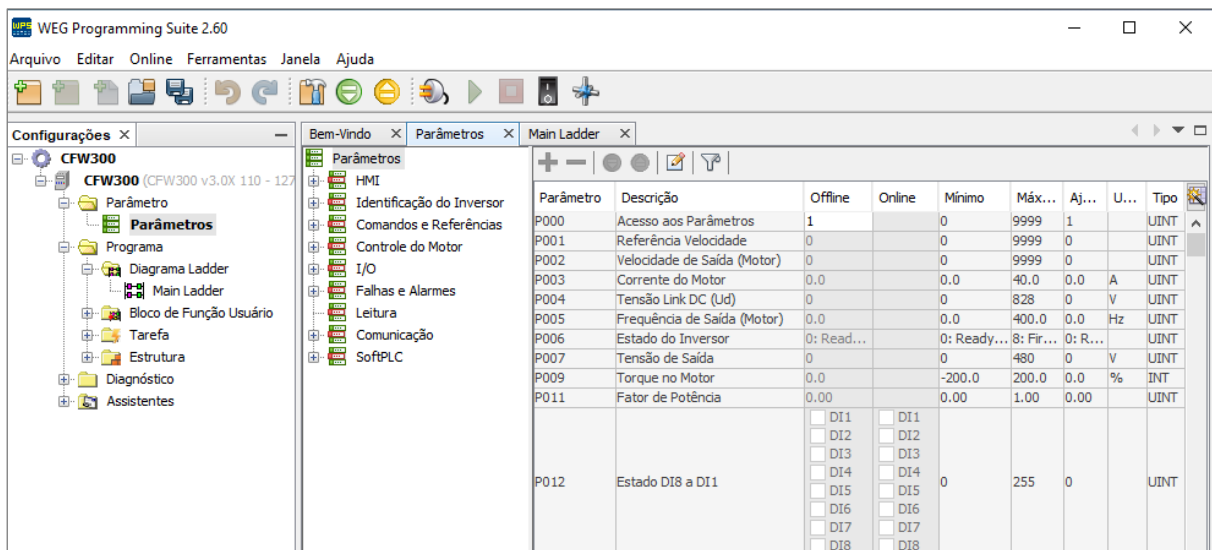 WEG Programming Suite 2.60
Arquivo Editar Online Ferramentas Janela Ajuda
Configurações
CFW300
CFW300 (CFW300 v3.0X 110 - 127
Parâmetro
Parâmetros
Programa
Diagrama Ladder
Main Ladder
Bloco de Função Usuário
Tarefa
Estrutura
Diagnóstico
Assistentes
Bem-Vindo Parâmetros Main Ladder
Parâmetros
HMI
Identificação do Inversor
Comandos e Referências
Controle do Motor
I/O
Falhas e Alarmes
Leitura
Comunicação
SoftPLC
Parâmetro Descrição Offline Online Mínimo Máx... Aj... U... Tipo
P000 Acesso aos Parâmetros 1 0 9999 1 UINT
P001 Referência Velocidade 0 0 9999 0 UINT
P002 Velocidade de Saída (Motor) 0 0 9999 0 UINT
P003 Corrente do Motor 0.0 0.0 40.0 0.0 A UINT
P004 Tensão Link DC (Ud) 0 0 828 0 V UINT
P005 Frequência de Saída (Motor) 0.0 0.0 400.0 0.0 Hz UINT
P006 Estado do Inversor 0: Read... 0: Ready... 8: Fir... 0: R... UINT
P007 Tensão de Saída 0 0 480 0 V UINT
P009 Torque no Motor 0.0 -200.0 200.0 0.0 % INT
P011 Fator de Potência 0.00 0.00 1.00 0.00 UINT
P012 Estado DI8 a DI1 0 255 0 UINT
DI1 DI1
DI2 DI2
DI3 DI3
DI4 DI4
DI5 DI5
DI6 DI6
DI7 DI7
DI8 DI8